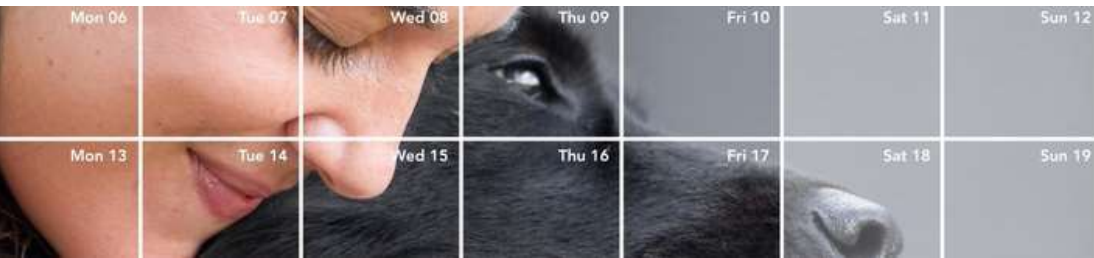 Mon 06 Tue 07 Wed 08 Thu 09 Fri 10 Sat 11 Sun 12
Mon 13 Tue 14 Wed 15 Thu 16 Fri 17 Sat 18 Sun 19